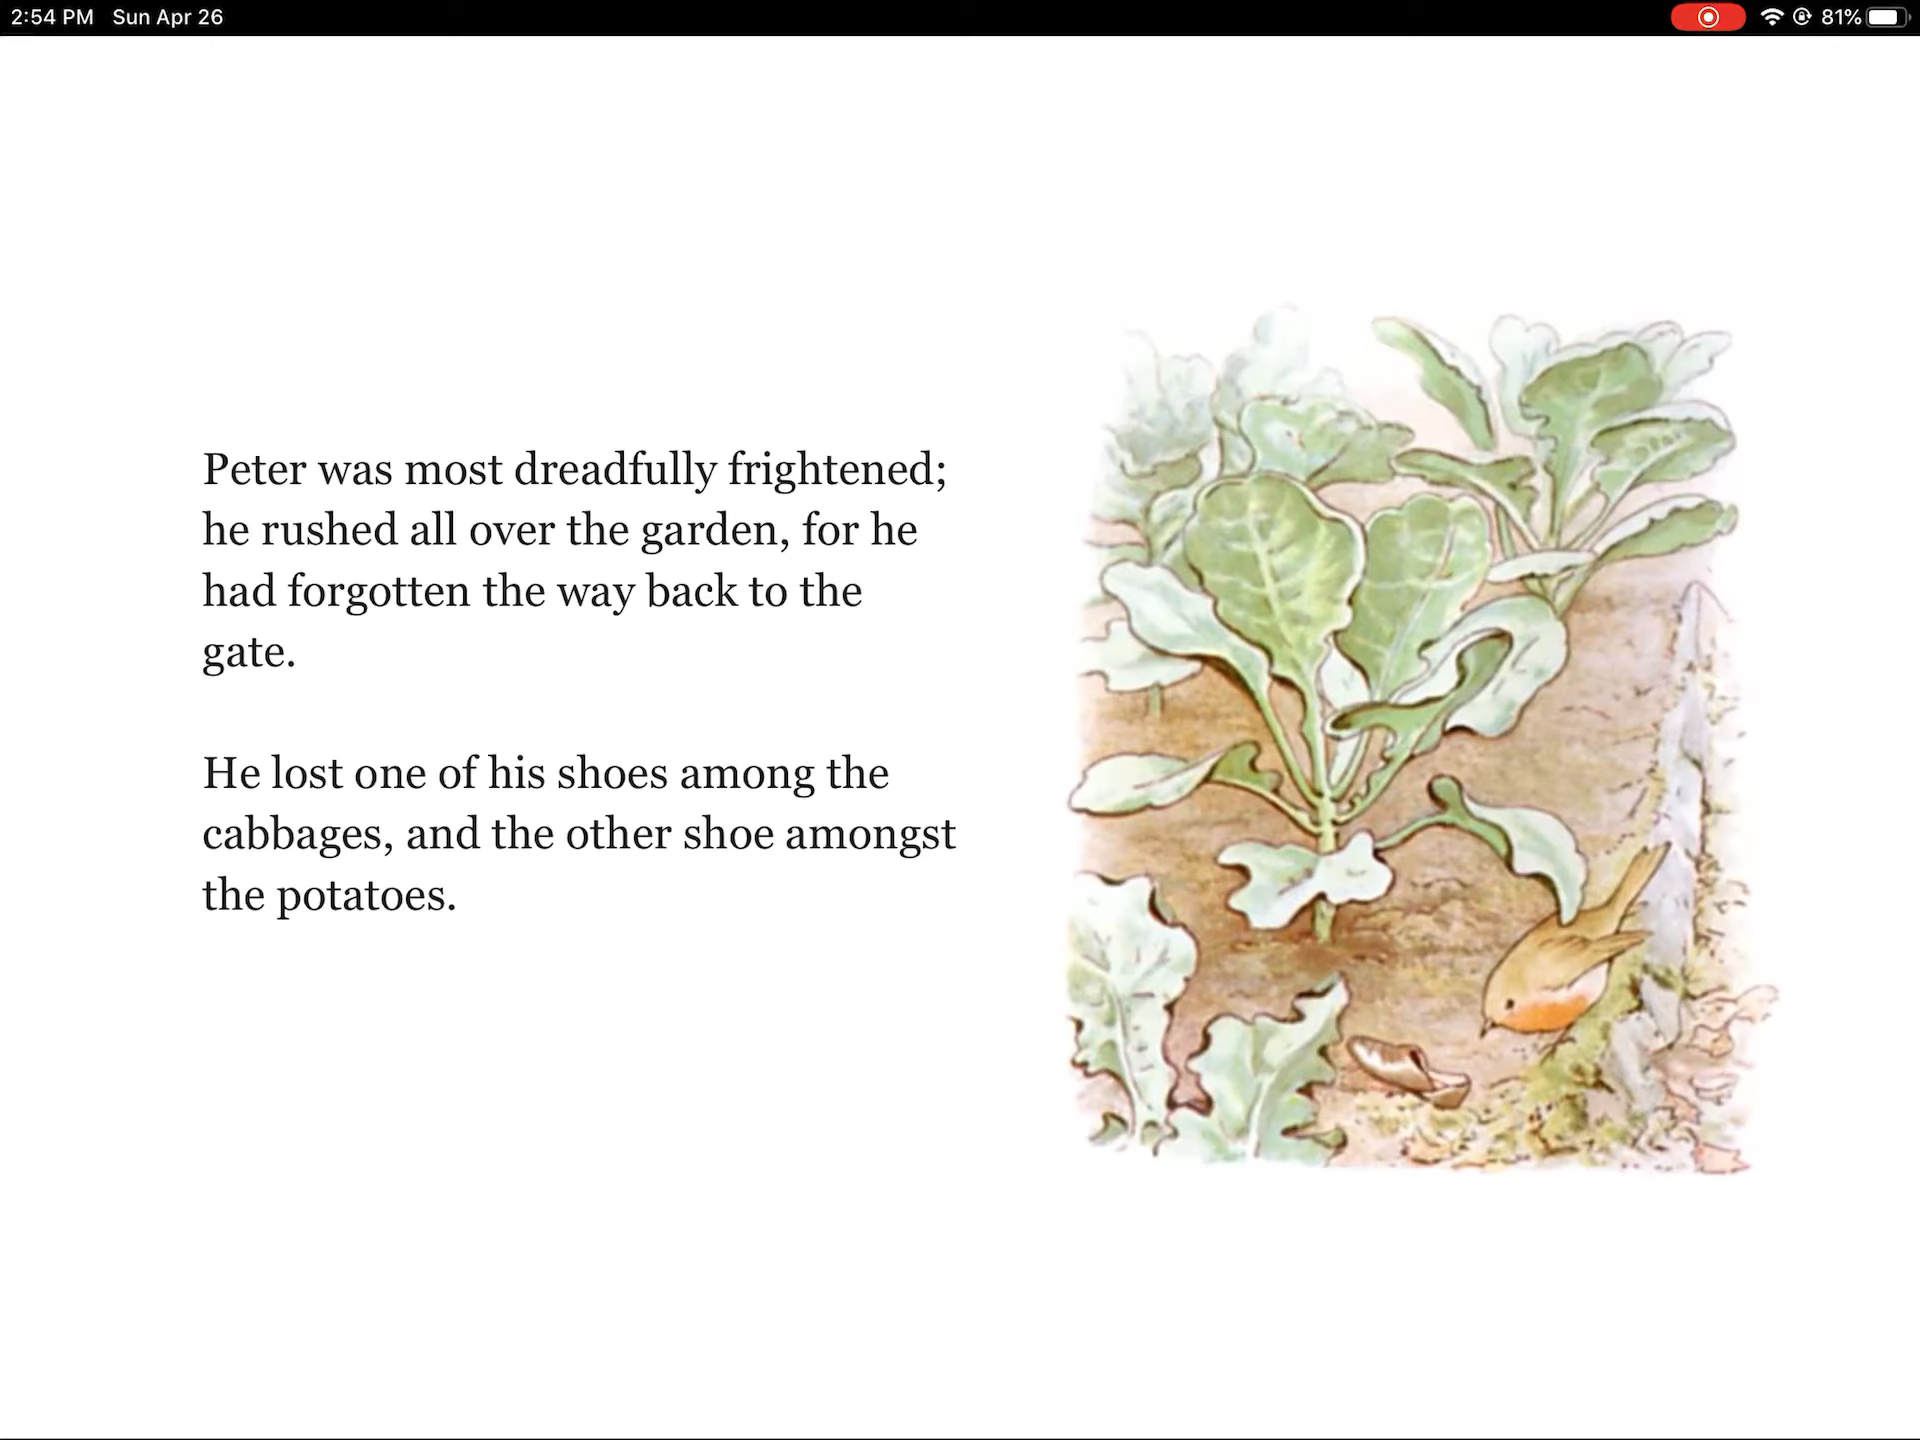 2:54 PM Sun Apr 26
81%
Peter was most dreadfully frightened;
he rushed all over the garden, for he
had forgotten the way back to the
gate.
He lost one of his shoes among the
cabbages, and the other shoe amongst
the potatoes.